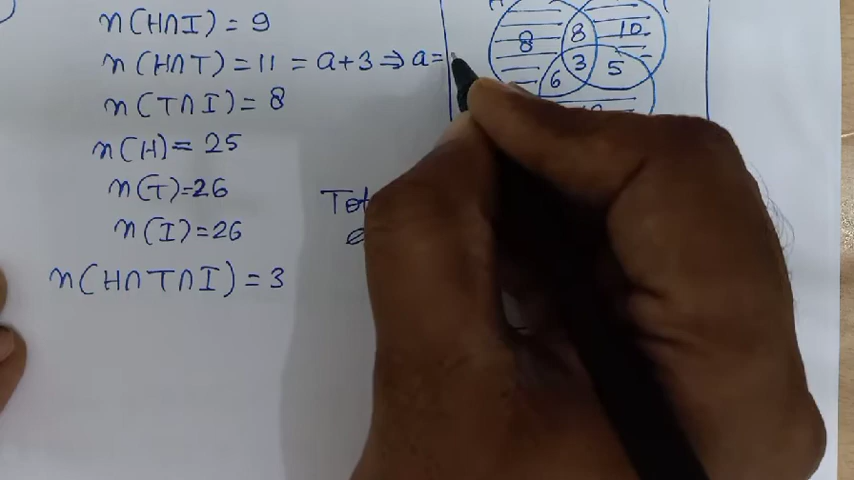 n(H∩I) = 9
n(H∩T) = 11 = a+3 ⇒ a=
n(T∩I) = 8
n(H) = 25
n(T)=26
n(I)=26
n(H∩T∩I) = 3
8
8
10
3
6
5